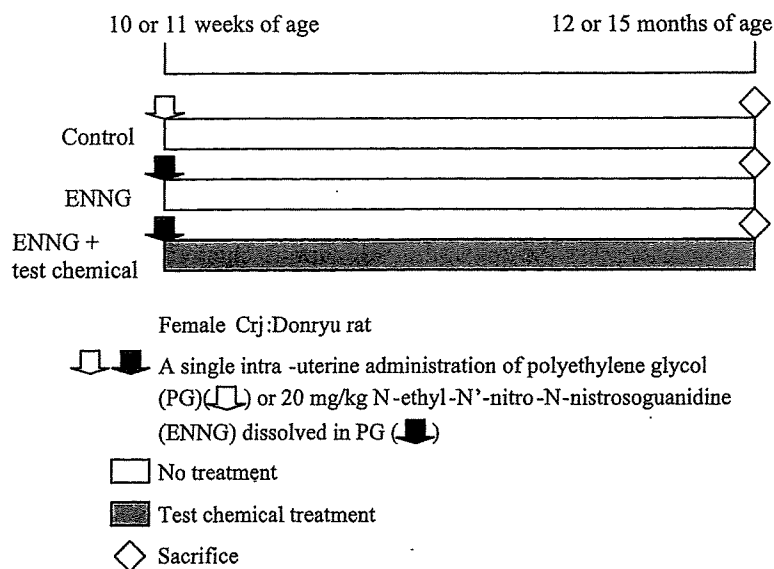 10 or 11 weeks of age 12 or 15 months of age
Control
ENNG
ENNG +
test chemical
Female Crj:Donryu rat
A single intra -uterine administration of polyethylene glycol
(PG)( ) or 20 mg/kg N-ethyl-N'-nitro-N-nistrosoguanidine
(ENNG) dissolved in PG ( )
No treatment
Test chemical treatment
Sacrifice